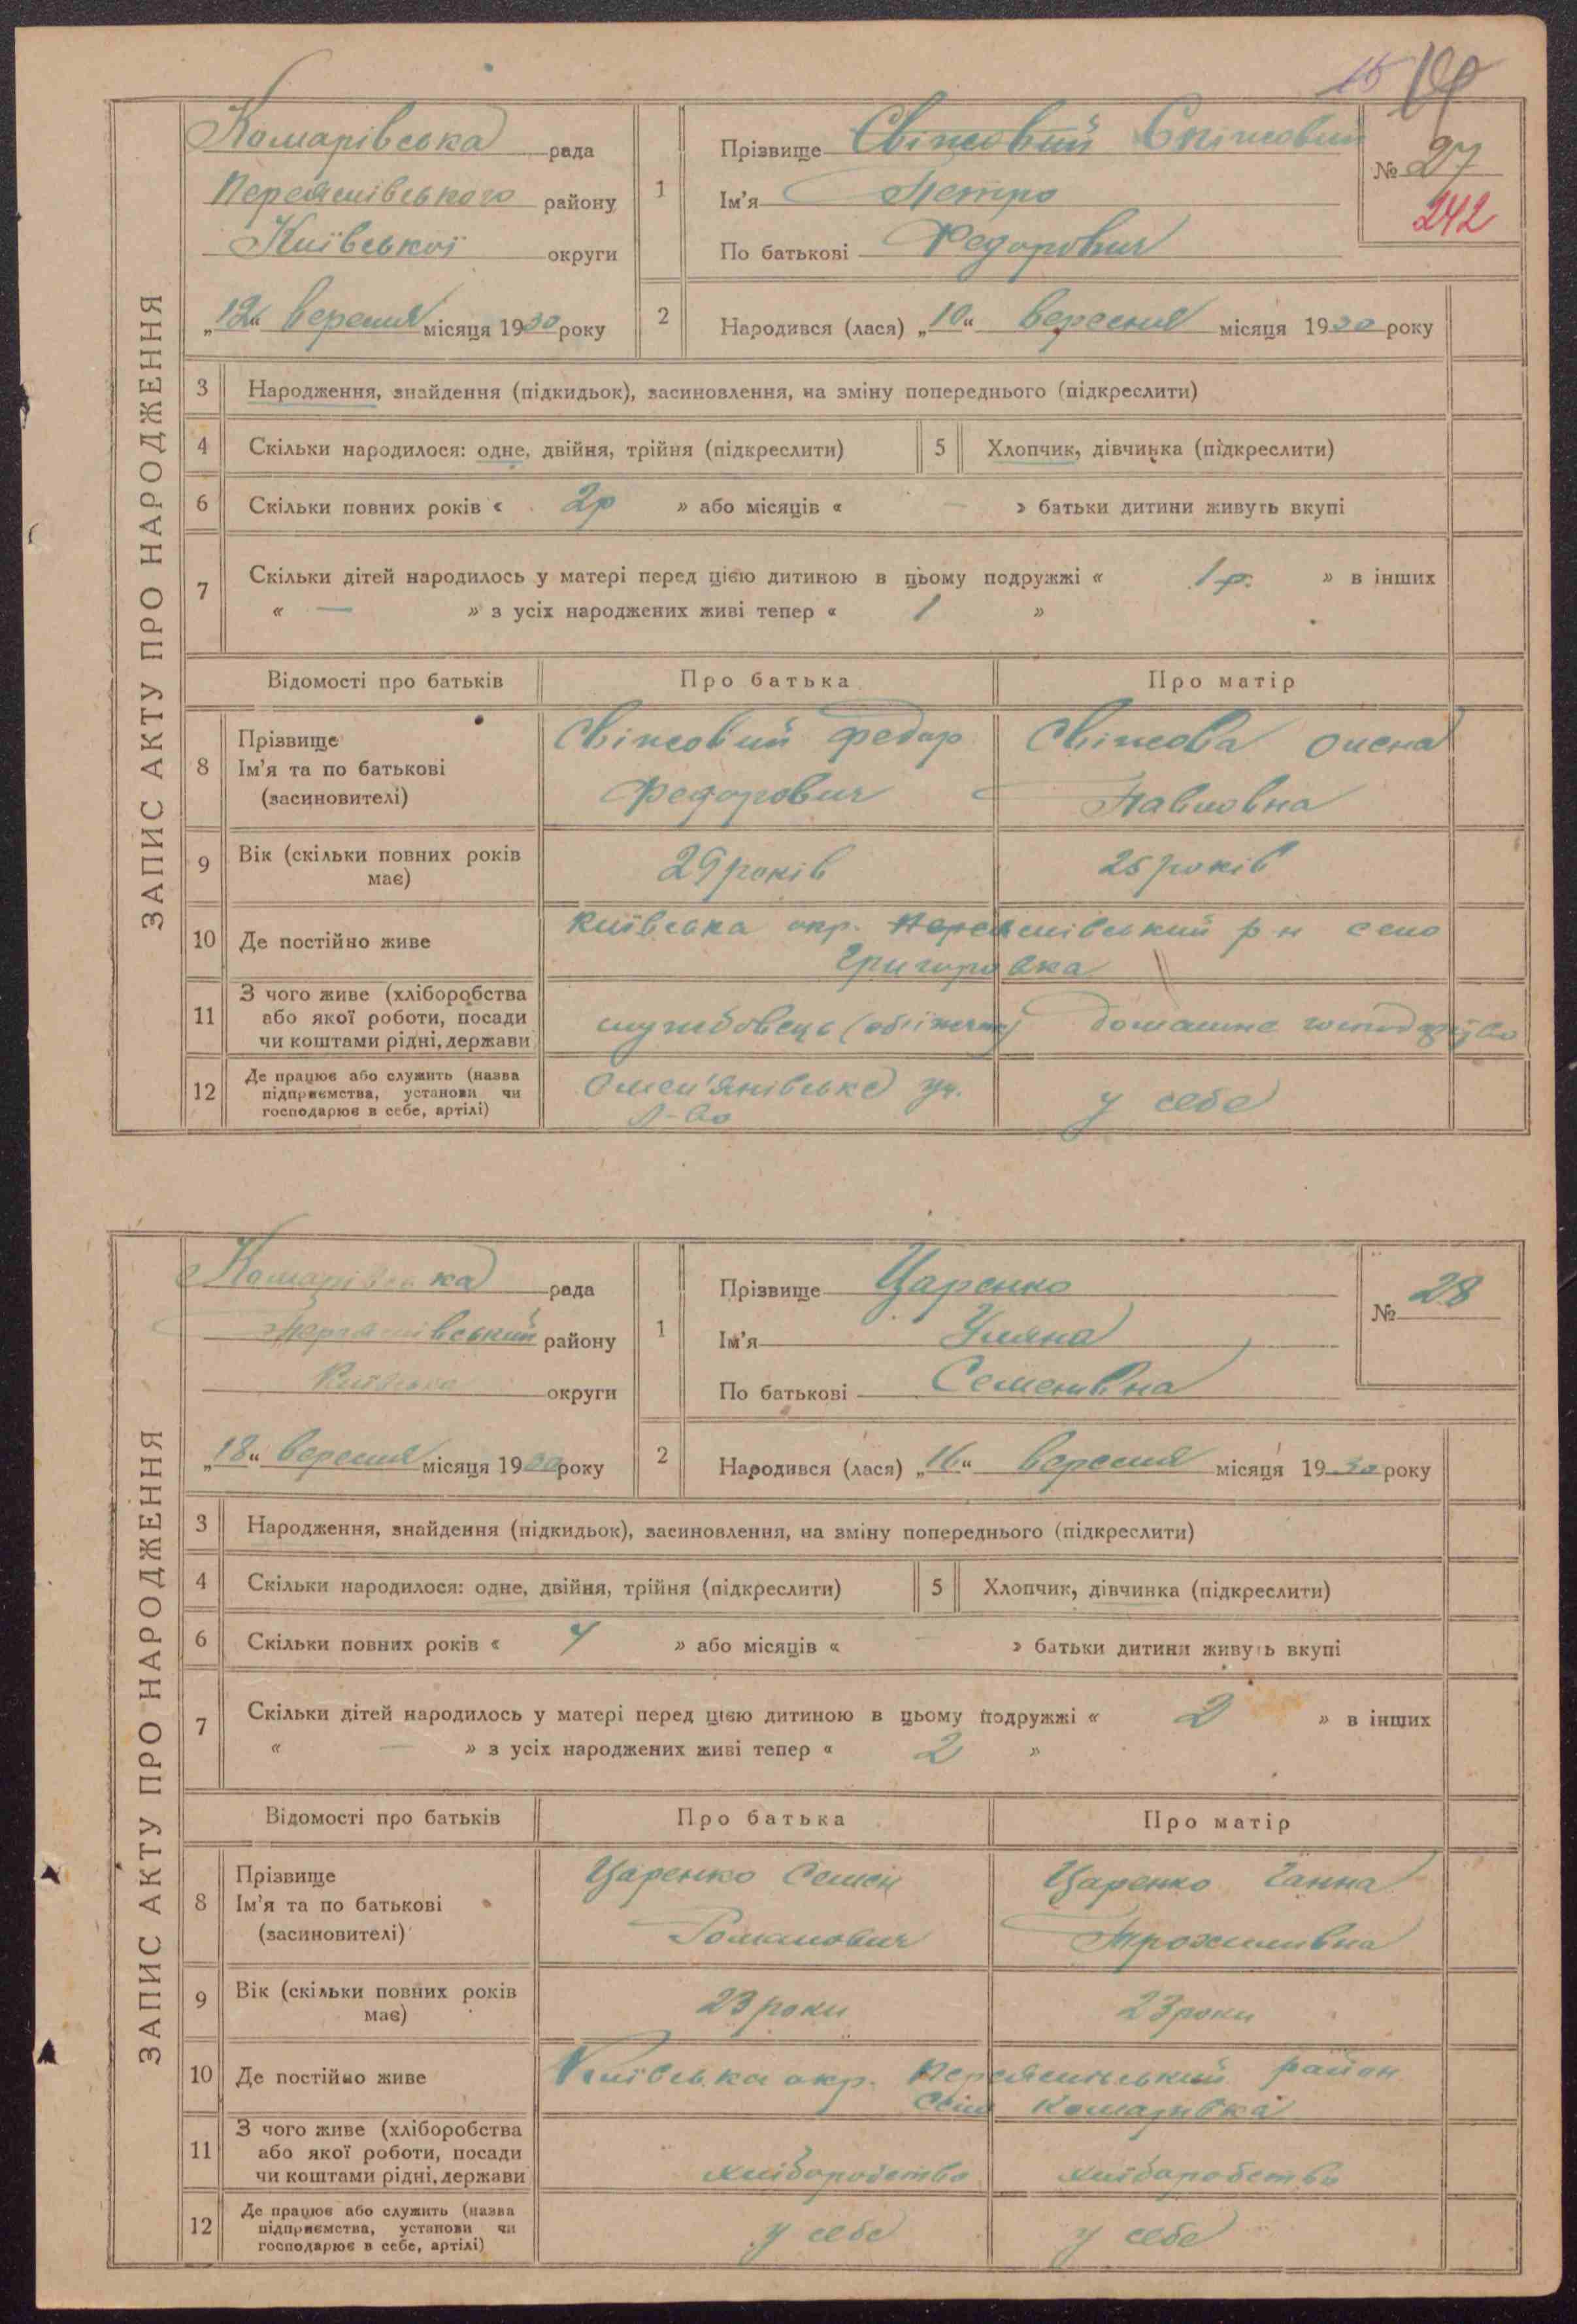 15
ЗАПИС АКТУ ПРО НАРОДЖЕННЯ
Комарівська рада
Переяслівського району
Київської округи
„12“ вересня місяця 1930 року
1
Прізвище Світовий
Ім'я Петро
По батькові Федорович
№ 27
242
2
Народився (лася) „10“ вересня місяця 1930 року
3 Народження, знайдення (підкидьок), засиновлення, на зміну попереднього (підкреслити)
4 Скільки народилося: одне, двійня, трійня (підкреслити) 5 Хлопчик, дівчинка (підкреслити)
6 Скільки повних років « 2р » або місяців « — » батьки дитини живуть вкупі
7 Скільки дітей народилось у матері перед цією дитиною в цьому подружжі « 1 р. » в інших
« — » з усіх народжених живі тепер « 1 »
Відомості про батьків Про батька Про матір
8 Прізвище
Ім'я та по батькові
(засиновителі)
Федор
Федорович
Павловна
9 Вік (скільки повних років має) 29 років 25 років
10 Де постійно живе Київська окр. Переяслівський р н село
Григоровка
11 З чого живе (хліборобства
або якої роботи, посади
чи коштами рідні, держави
службовець домашнє
12 Де працює або служить (назва
підприємства, установи чи
господарює в себе, артілі)
у себе
ЗАПИС АКТУ ПРО НАРОДЖЕННЯ
Комарівська рада
Переяслівський району
Київська округи
„18“ вересня місяця 1930 року
1
Прізвище Царенко
Ім'я Уляна
По батькові Семенівна
№ 28
2
Народився (лася) „16“ вересня місяця 1930 року
3 Народження, знайдення (підкидьок), засиновлення, на зміну попереднього (підкреслити)
4 Скільки народилося: одне, двійня, трійня (підкреслити) 5 Хлопчик, дівчинка (підкреслити)
6 Скільки повних років « 4 » або місяців « — » батьки дитини живуть вкупі
7 Скільки дітей народилось у матері перед цією дитиною в цьому подружжі « 2 » в інших
« — » з усіх народжених живі тепер « 2 »
Відомості про батьків Про батька Про матір
8 Прізвище
Ім'я та по батькові
(засиновителі)
Царенко Семен
Романович
Царенко Ганна
9 Вік (скільки повних років має) 23 роки 23 роки
10 Де постійно живе Київська окр. Переяслівський район
Комарівка
11 З чого живе (хліборобства
або якої роботи, посади
чи коштами рідні, держави
хліборобство хліборобство
12 Де працює або служить (назва
підприємства, установи чи
господарює в себе, артілі)
у себе у себе